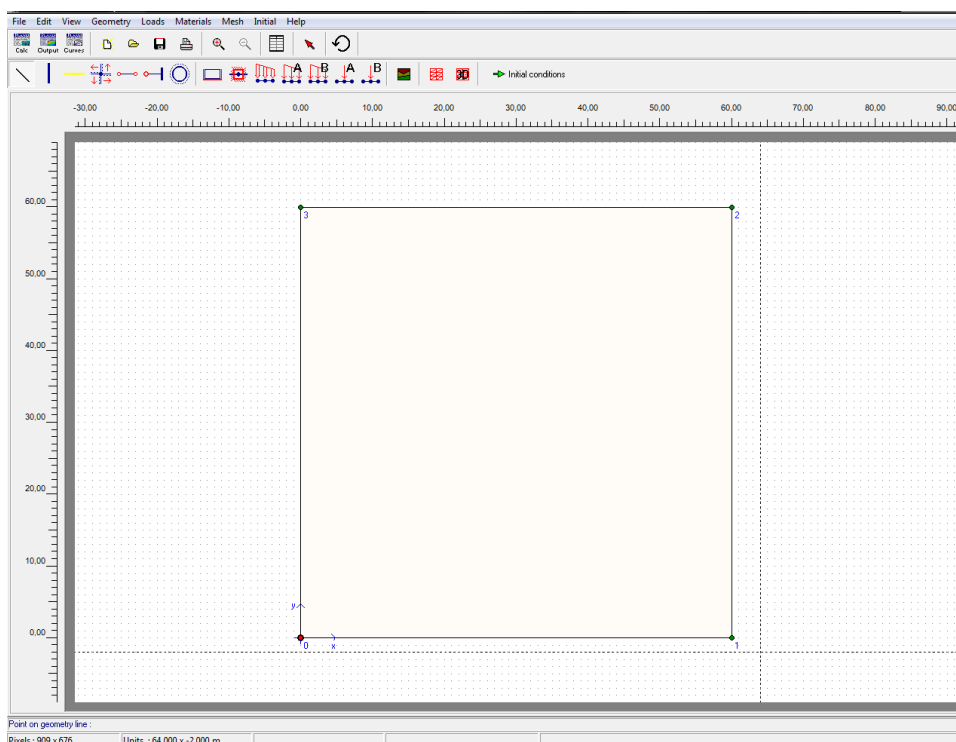 File Edit View Geometry Loads Materials Mesh Initial Help
Calc Output Curves
A B A B 3D Initial conditions
-30,00 -20,00 -10,00 0,00 10,00 20,00 30,00 40,00 50,00 60,00 70,00 80,00 90,00
60,00
3 2
50,00
40,00
30,00
20,00
10,00
y
0,00
0 x 1
Point on geometry line :
Pixels : 909 x 676 Units : 64,000 x -2,000 m